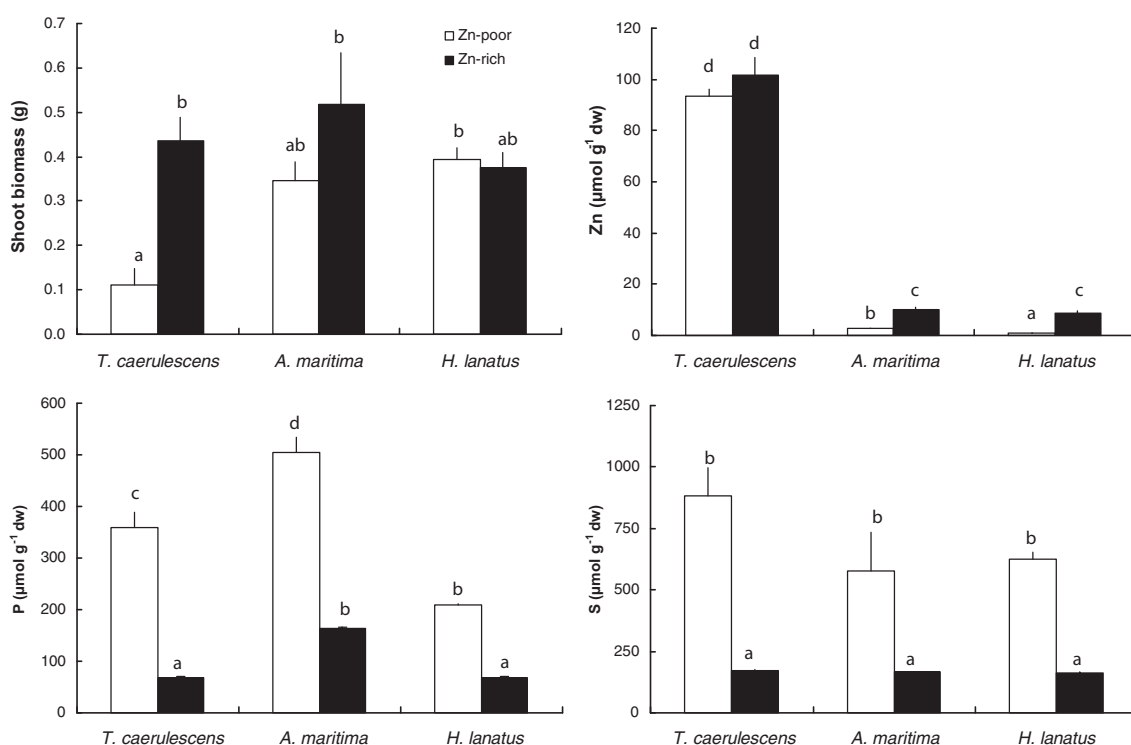 Shoot biomass (g)
0.7
0.6
0.5
0.4
0.3
0.2
0.1
0.0
Zn-poor
Zn-rich
a
b
ab
b
b
ab
T. caerulescens
A. maritima
H. lanatus
Zn (µmol g⁻¹ dw)
120
100
80
60
40
20
0
d
d
b
c
a
c
T. caerulescens
A. maritima
H. lanatus
P (µmol g⁻¹ dw)
600
500
400
300
200
100
0
c
a
d
b
b
a
T. caerulescens
A. maritima
H. lanatus
S (µmol g⁻¹ dw)
1250
1000
750
500
250
0
b
a
b
a
b
a
T. caerulescens
A. maritima
H. lanatus